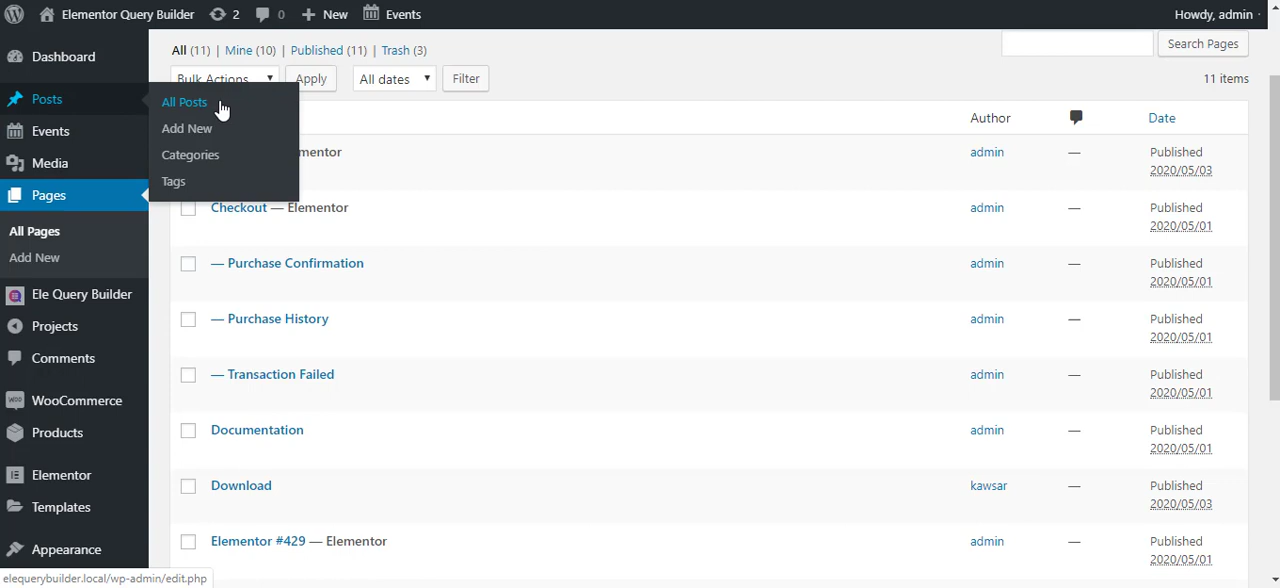 Elementor Query Builder 2 0 New Events Howdy, admin
Dashboard
Posts
Events
Media
Pages
All Pages
Add New
Ele Query Builder
Projects
Comments
WooCommerce
Products
Elementor
Templates
Appearance
All Posts
Add New
Categories
Tags
All (11) | Mine (10) | Published (11) | Trash (3)
Search Pages
Bulk Actions Apply All dates Filter 11 items
Author Date
mentor admin — Published
2020/05/03
Checkout — Elementor admin — Published
2020/05/01
— Purchase Confirmation admin — Published
2020/05/01
— Purchase History admin — Published
2020/05/01
— Transaction Failed admin — Published
2020/05/01
Documentation admin — Published
2020/05/01
Download kawsar — Published
2020/05/03
Elementor #429 — Elementor admin — Published
2020/05/01
elequerybuilder.local/wp-admin/edit.php